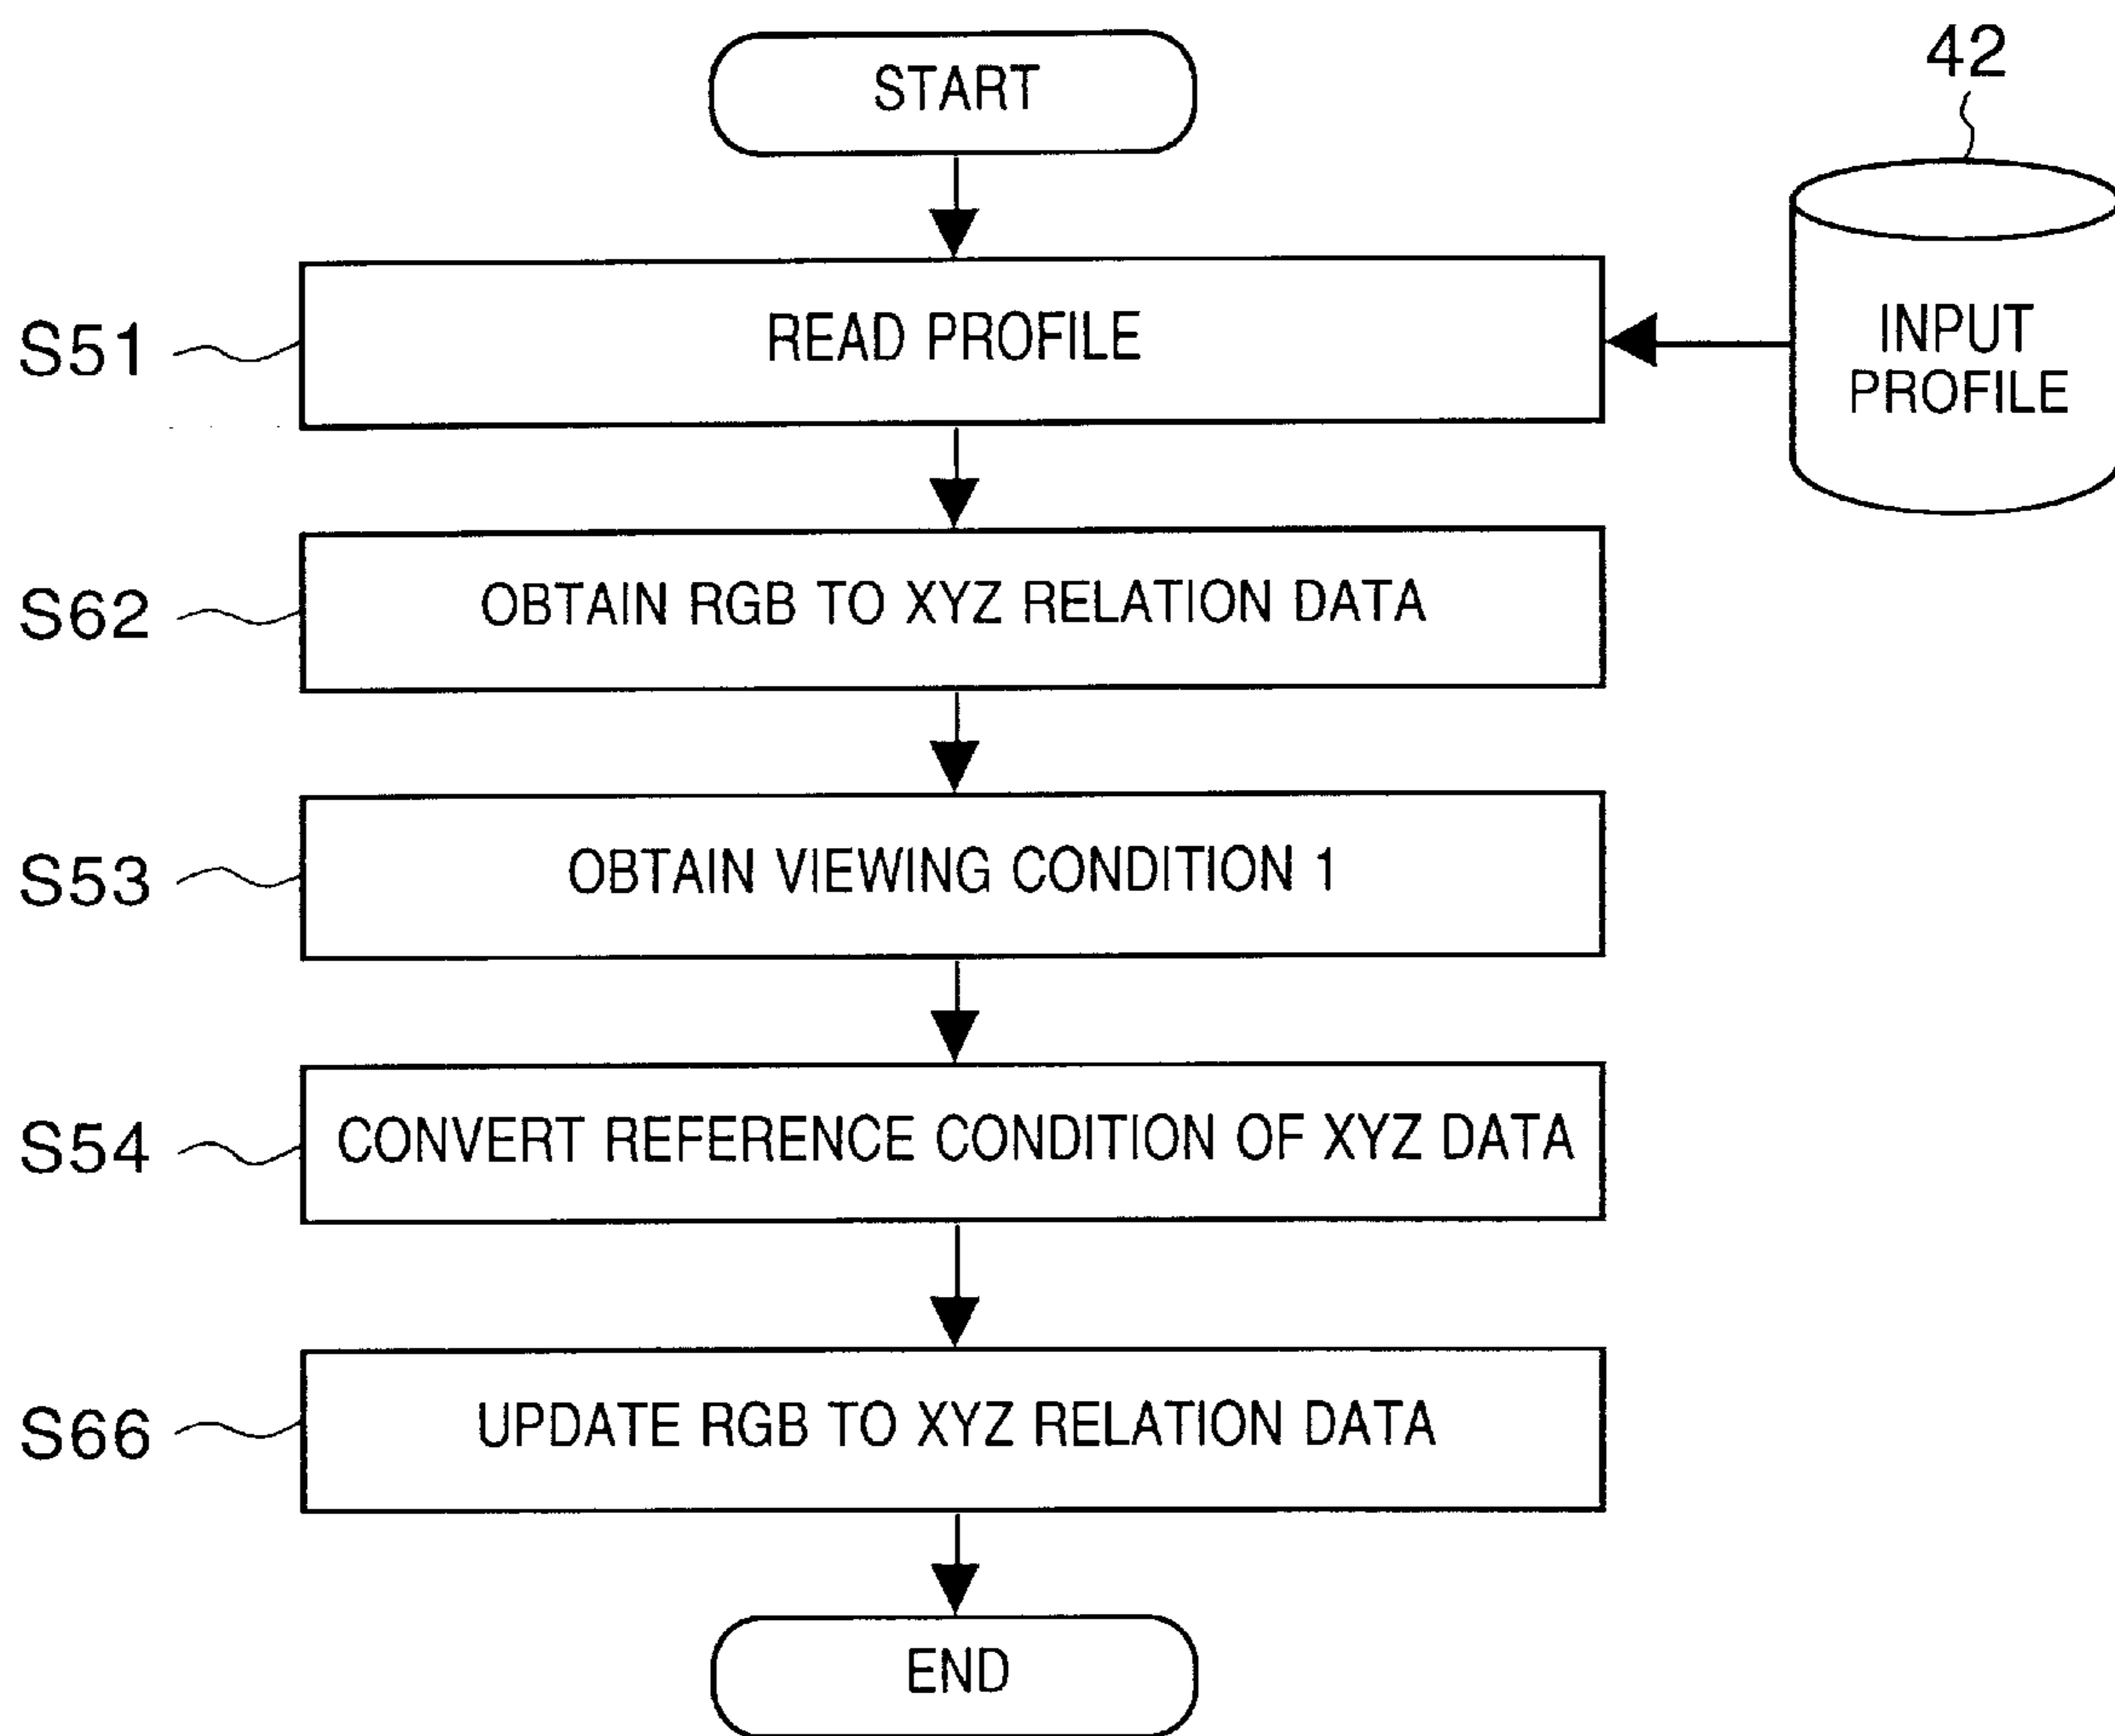 START
42
S51
READ PROFILE
INPUT
PROFILE
S62
OBTAIN RGB TO XYZ RELATION DATA
S53
OBTAIN VIEWING CONDITION 1
S54
CONVERT REFERENCE CONDITION OF XYZ DATA
S66
UPDATE RGB TO XYZ RELATION DATA
END